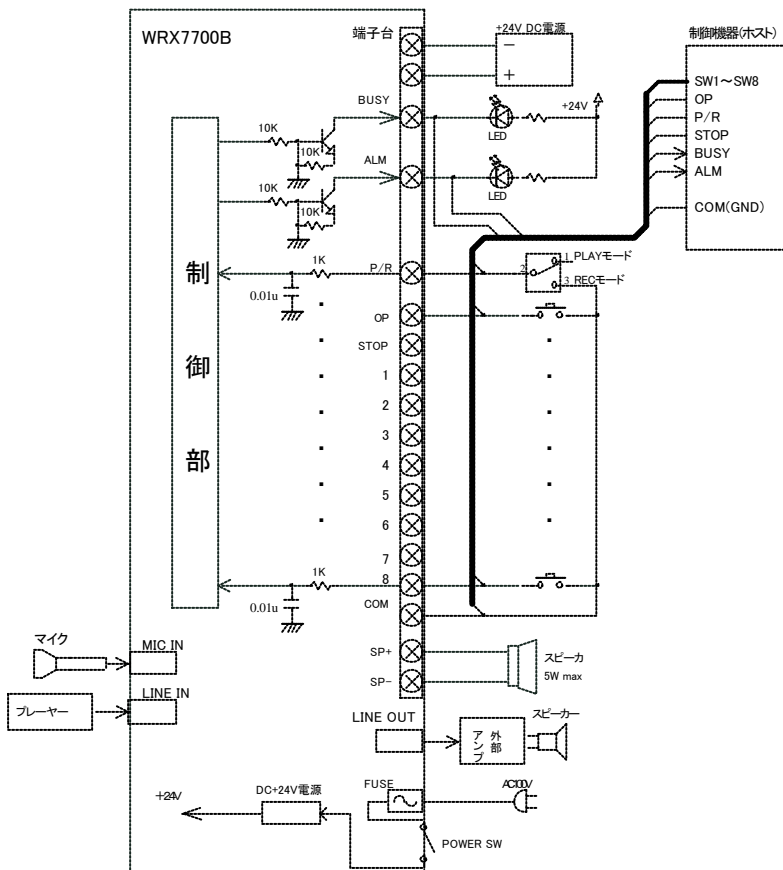 WRX7700B
端子台
+24V DC電源
−
+
制御機器(ホスト)
SW1～SW8
OP
P/R
STOP
BUSY
ALM
COM(GND)
BUSY
10K
10K
LED
+24V
ALM
10K
10K
LED
制御部
1K
0.01u
P/R
2
1
PLAYモード
3
RECモード
OP
STOP
1
2
3
4
5
6
7
8
1K
0.01u
COM
マイク
MIC IN
SP+
SP-
スピーカ
5W max
プレーヤー
LINE IN
LINE OUT
外部アンプ
スピーカー
+24V
DC+24V電源
FUSE
AC100V
POWER SW